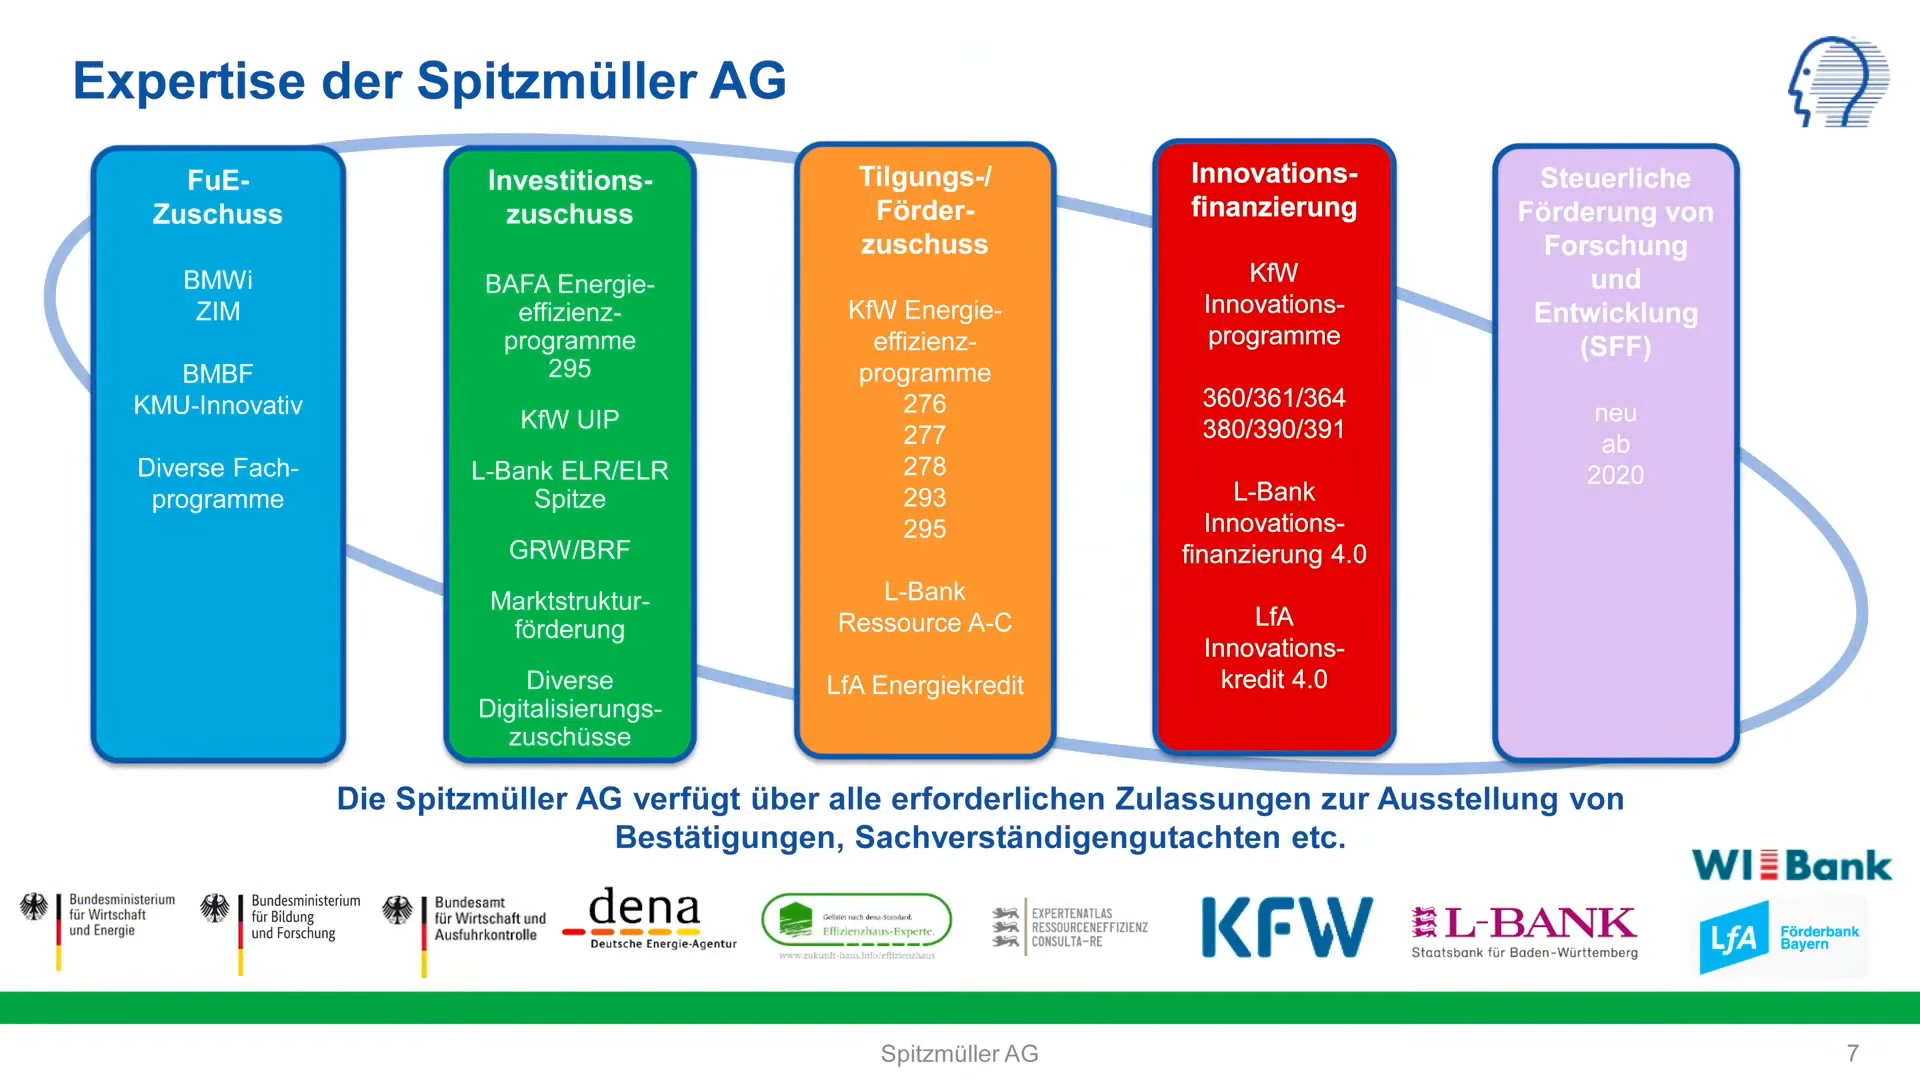 Expertise der Spitzmüller AG
FuE-
Zuschuss
BMWi
ZIM
BMBF
KMU-Innovativ
Diverse Fach-
programme
Investitions-
zuschuss
BAFA Energie-
effizienz-
programme
295
KfW UIP
L-Bank ELR/ELR
Spitze
GRW/BRF
Marktstruktur-
förderung
Diverse
Digitalisierungs-
zuschüsse
Tilgungs-/
Förder-
zuschuss
KfW Energie-
effizienz-
programme
276
277
278
293
295
L-Bank
Ressource A-C
LfA Energiekredit
Innovations-
finanzierung
KfW
Innovations-
programme
360/361/364
380/390/391
L-Bank
Innovations-
finanzierung 4.0
LfA
Innovations-
kredit 4.0
Steuerliche
Förderung von
Forschung
und
Entwicklung
(SFF)
neu
ab
2020
Die Spitzmüller AG verfügt über alle erforderlichen Zulassungen zur Ausstellung von
Bestätigungen, Sachverständigengutachten etc.
Bundesministerium
für Wirtschaft
und Energie
Bundesministerium
für Bildung
und Forschung
Bundesamt
für Wirtschaft und
Ausfuhrkontrolle
dena
Deutsche Energie-Agentur
Gelistet nach dena-Standard.
Effizienzhaus-Experte.
www.zukunft-haus.info/effizienzhaus
EXPERTENATLAS
RESSOURCENEFFIZIENZ
CONSULTA-RE
KFW
L-BANK
Staatsbank für Baden-Württemberg
WIBank
LfA
Förderbank
Bayern
Spitzmüller AG
7